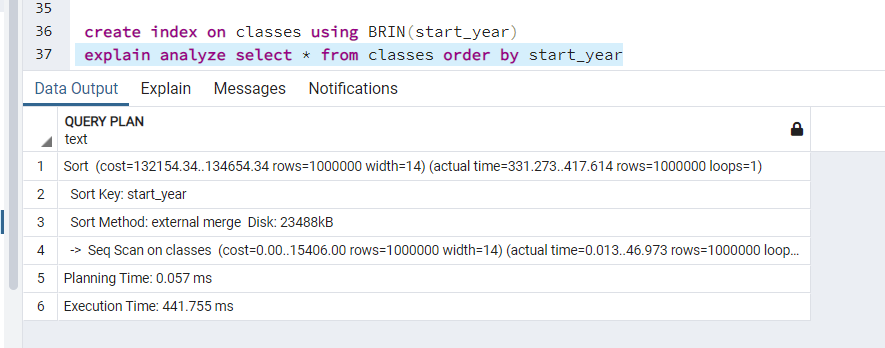 35
36 create index on classes using BRIN(start_year)
37 explain analyze select * from classes order by start_year
Data Output Explain Messages Notifications
QUERY PLAN
text
1 Sort (cost=132154.34..134654.34 rows=1000000 width=14) (actual time=331.273..417.614 rows=1000000 loops=1)
2 Sort Key: start_year
3 Sort Method: external merge Disk: 23488kB
4 -> Seq Scan on classes (cost=0.00..15406.00 rows=1000000 width=14) (actual time=0.013..46.973 rows=1000000 loop...
5 Planning Time: 0.057 ms
6 Execution Time: 441.755 ms